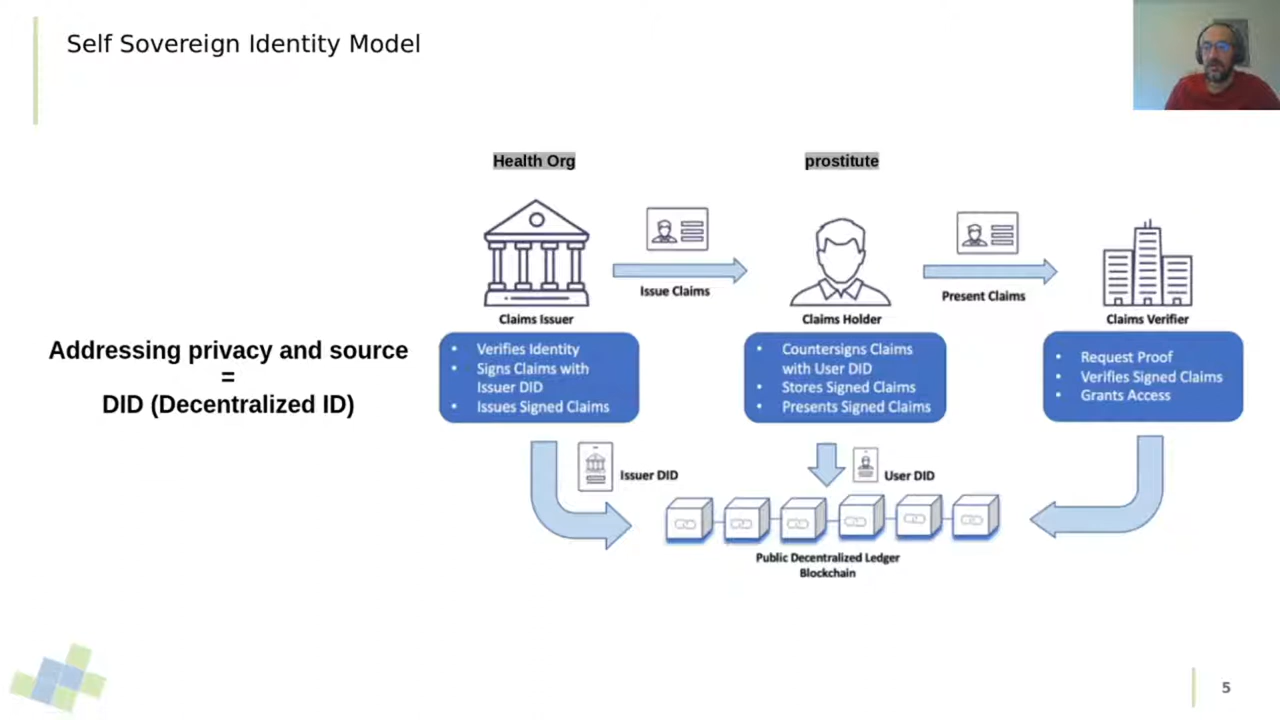 Self Sovereign Identity Model
Health Org
prostitute
Issue Claims
Present Claims
Claims Issuer
Claims Holder
Claims Verifier
Addressing privacy and source
=
DID (Decentralized ID)
• Verifies Identity
• Signs Claims with
Issuer DID
• Issues Signed Claims
• Countersigns Claims
with User DID
• Stores Signed Claims
• Presents Signed Claims
• Request Proof
• Verifies Signed Claims
• Grants Access
Issuer DID
User DID
Public Decentralized Ledger
Blockchain
5